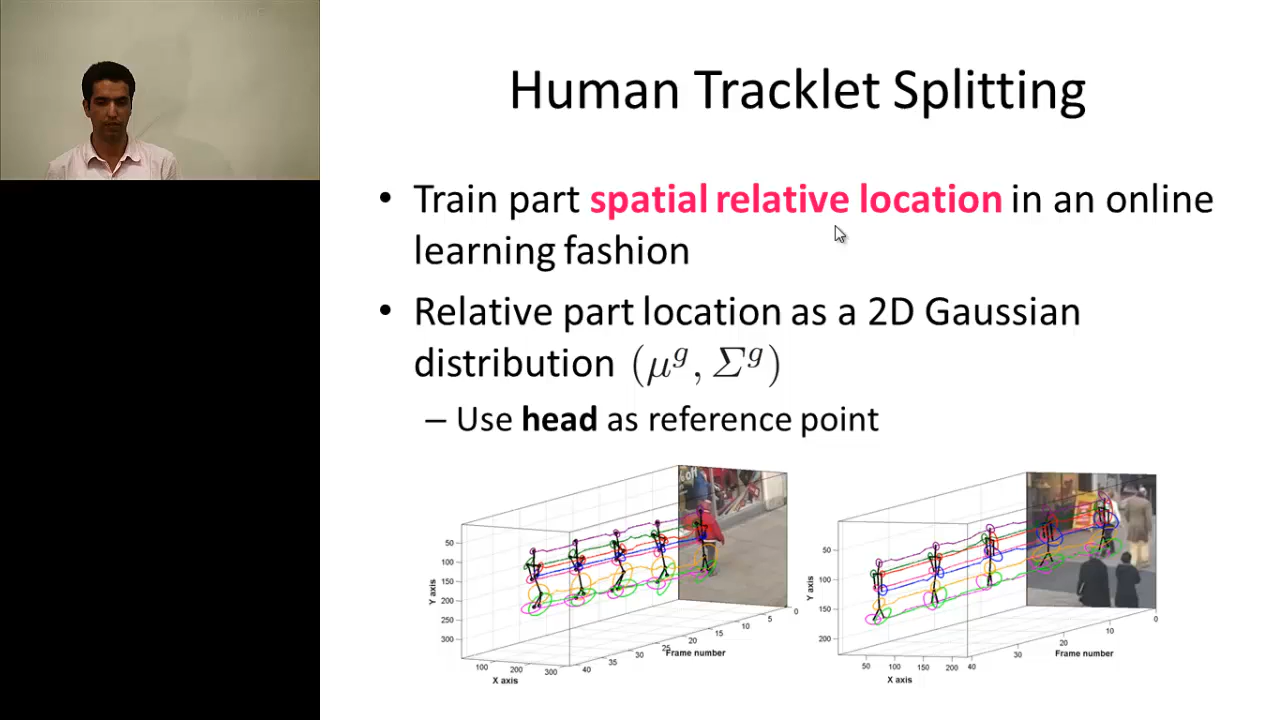 Human Tracklet Splitting
• Train part spatial relative location in an online
learning fashion
• Relative part location as a 2D Gaussian
distribution (μ^g, Σ^g)
– Use head as reference point
50
100
150
200
250
300
Y axis
100 200 300
X axis
40 35 30 25 20 15 10 5 0
Frame number
50
100
150
200
Y axis
50 100 150 200
X axis
40 30 20 10 0
Frame number